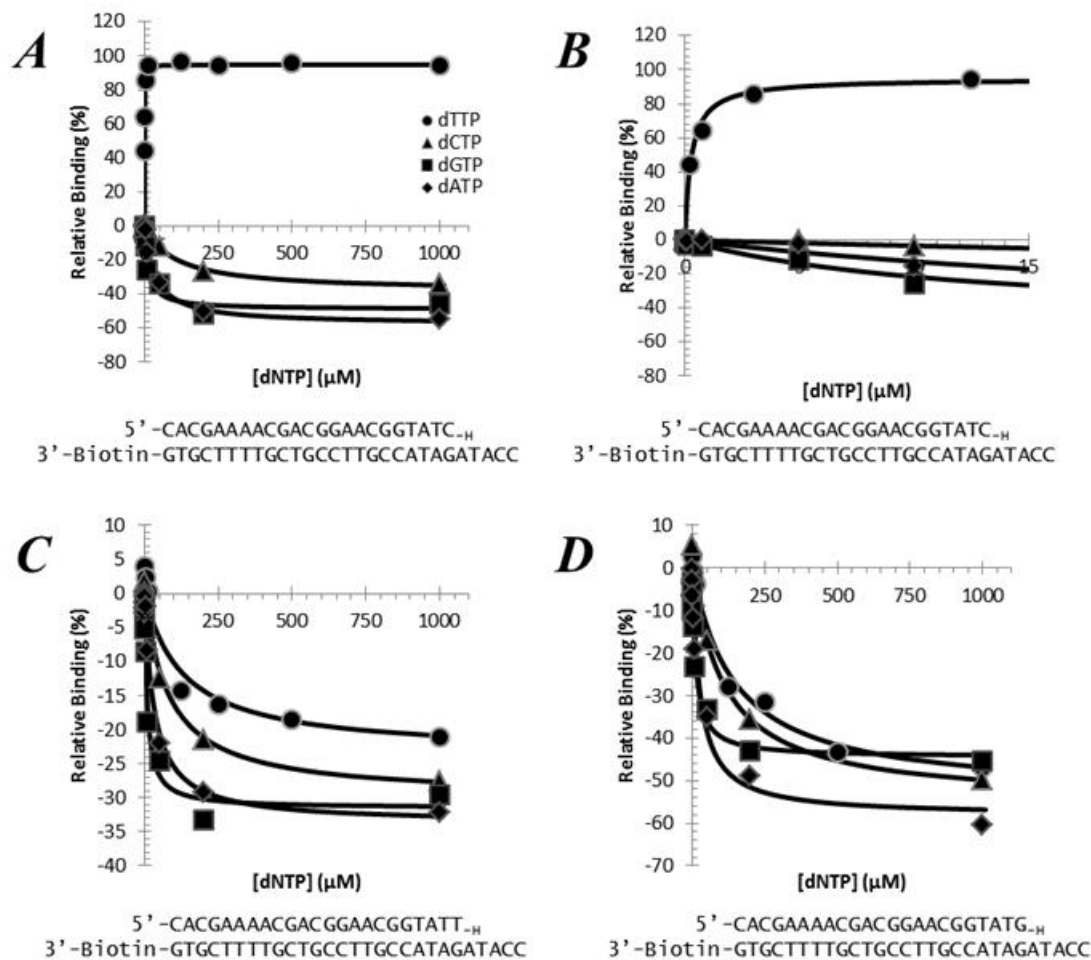 A
B
120
100
80
60
40
20
0
-20
-40
-60
-80
Relative Binding (%)
250 500 750 1000
dTTP
dCTP
dGTP
dATP
[dNTP] (μM)
5'-CACGAAAACGACGGAACGGTATC-H
3'-Biotin-GTGCTTTTGCTGCCTTGCCATAGATACC
120
100
80
60
40
20
0
-20
-40
-60
-80
Relative Binding (%)
0 15
[dNTP] (μM)
5'-CACGAAAACGACGGAACGGTATC-H
3'-Biotin-GTGCTTTTGCTGCCTTGCCATAGATACC
C
10
5
0
-5
-10
-15
-20
-25
-30
-35
-40
Relative Binding (%)
250 500 750 1000
[dNTP] (μM)
5'-CACGAAAACGACGGAACGGTATT-H
3'-Biotin-GTGCTTTTGCTGCCTTGCCATAGATACC
D
10
0
-10
-20
-30
-40
-50
-60
-70
Relative Binding (%)
250 500 750 1000
[dNTP] (μM)
5'-CACGAAAACGACGGAACGGTATG-H
3'-Biotin-GTGCTTTTGCTGCCTTGCCATAGATACC